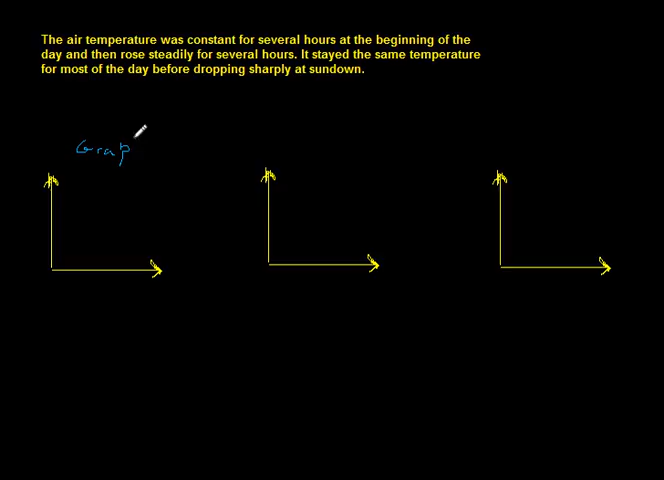 The air temperature was constant for several hours at the beginning of the
day and then rose steadily for several hours. It stayed the same temperature
for most of the day before dropping sharply at sundown.
Grap